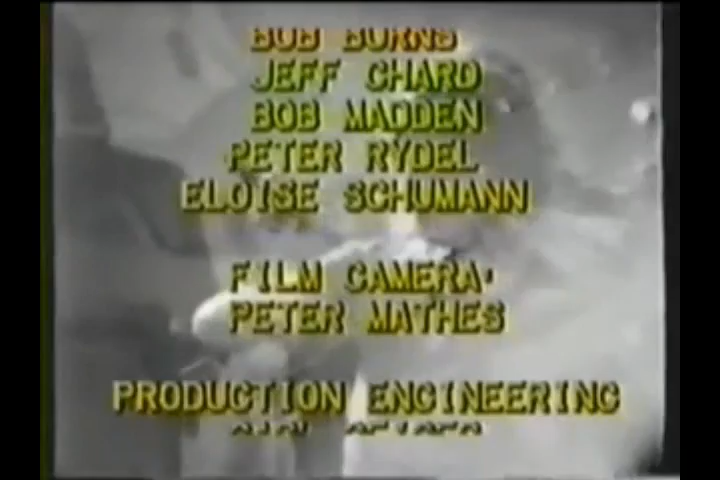 BOB BURNS
JEFF CHARD
BOB MADDEN
PETER RYDEL
ELOISE SCHUMANN
FILM CAMERA:
PETER MATHES
PRODUCTION ENGINEERING